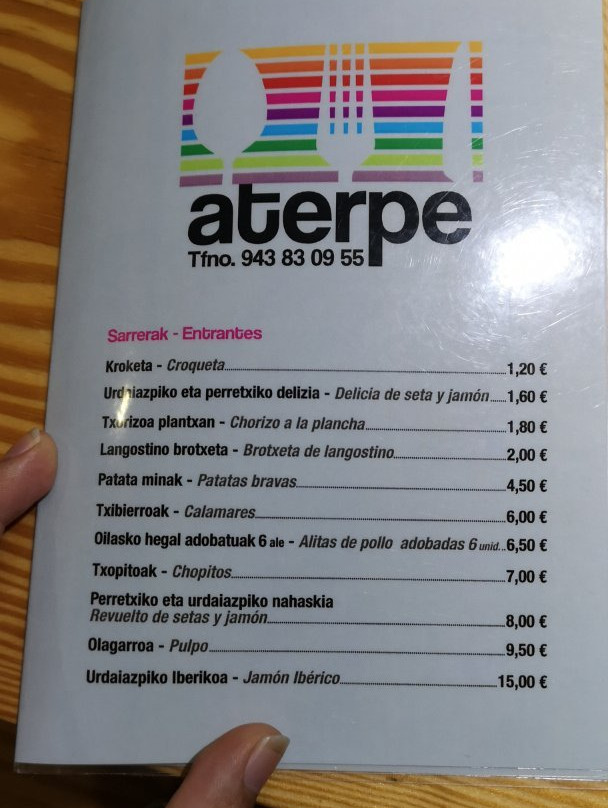 aterpe
Tfno. 943 83 09 55
Sarrerak - Entrantes
Kroketa - Croqueta 1,20 €
Urdaiazpiko eta perretxiko delizia - Delicia de seta y jamón 1,60 €
Txorizoa plantxan - Chorizo a la plancha 1,80 €
Langostino brotxeta - Brotxeta de langostino 2,00 €
Patata minak - Patatas bravas 4,50 €
Txibierroak - Calamares 6,00 €
Oilasko hegal adobatuak 6 ale - Alitas de pollo adobadas 6 unid... 6,50 €
Txopitoak - Chopitos 7,00 €
Perretxiko eta urdaiazpiko nahaskia
Revuelto de setas y jamón 8,00 €
Olagarroa - Pulpo 9,50 €
Urdaiazpiko Iberikoa - Jamón Ibérico 15,00 €